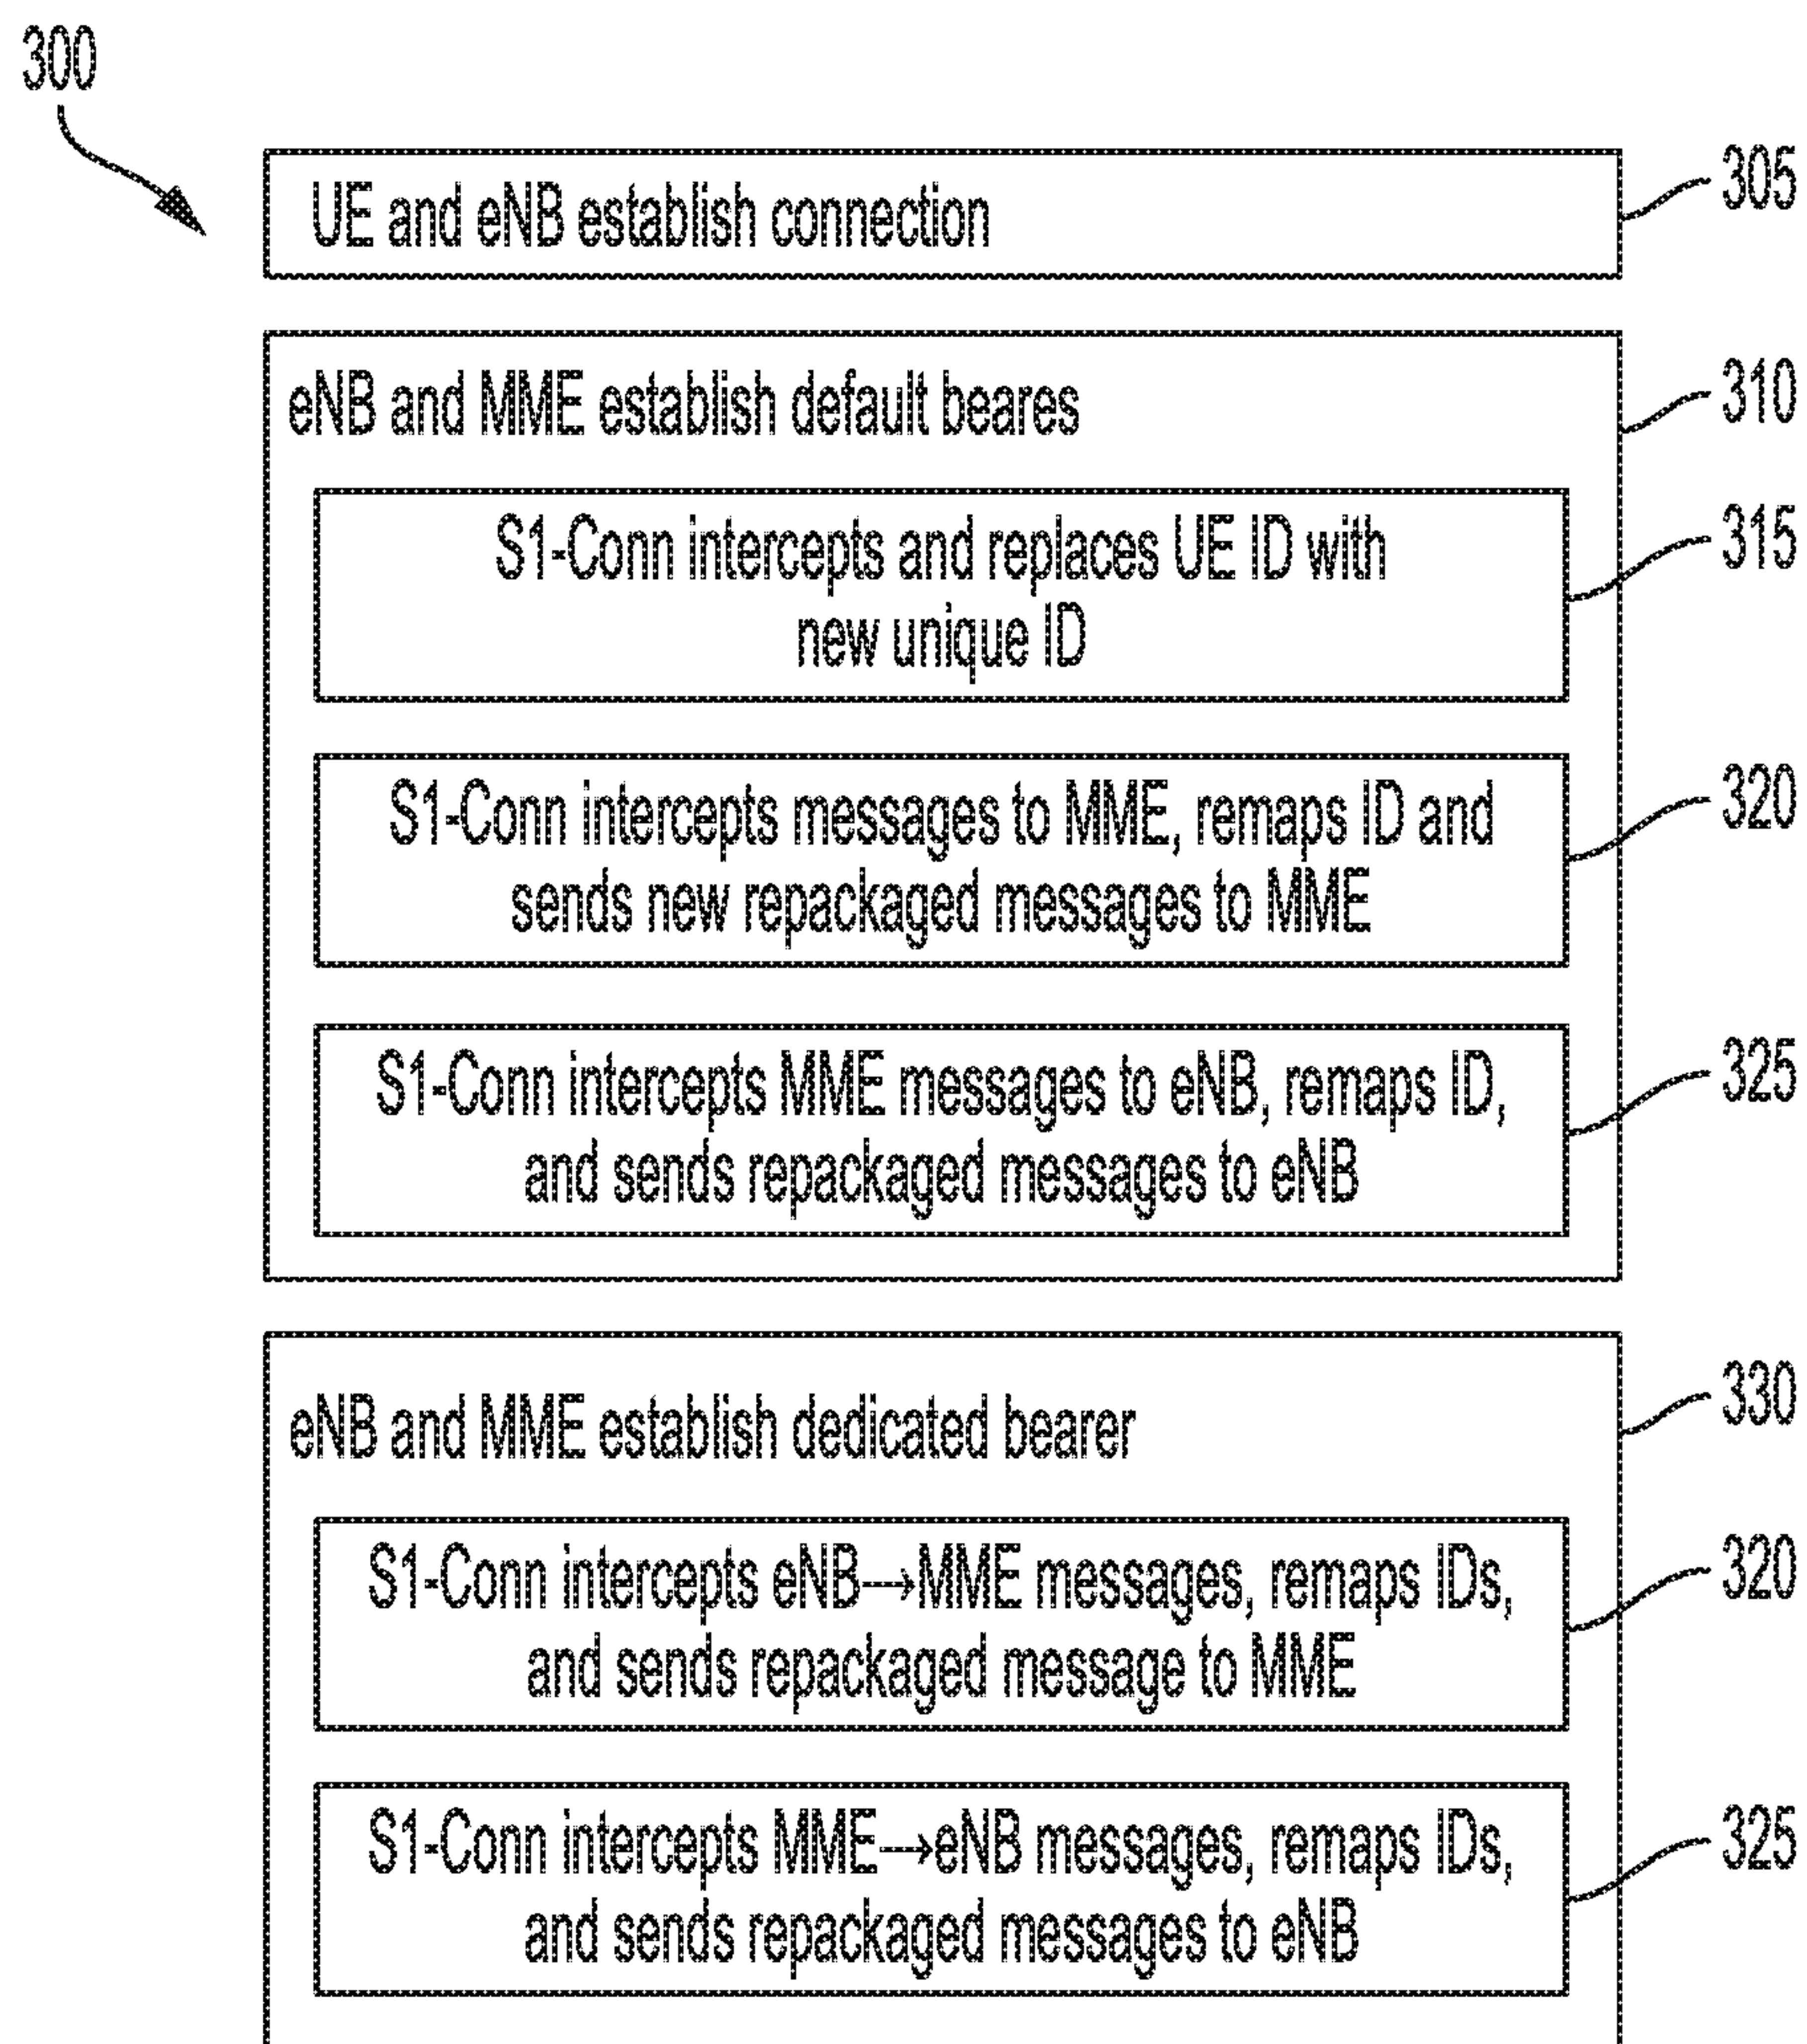 300
UE and eNB establish connection
305
eNB and MME establish default beares
310
S1-Conn intercepts and replaces UE ID with
new unique ID
315
S1-Conn intercepts messages to MME, remaps ID and
sends new repackaged messages to MME
320
S1-Conn intercepts MME messages to eNB, remaps ID,
and sends repackaged messages to eNB
325
eNB and MME establish dedicated bearer
330
S1-Conn intercepts eNB→MME messages, remaps IDs,
and sends repackaged message to MME
320
S1-Conn intercepts MME→eNB messages, remaps IDs,
and sends repackaged messages to eNB
325